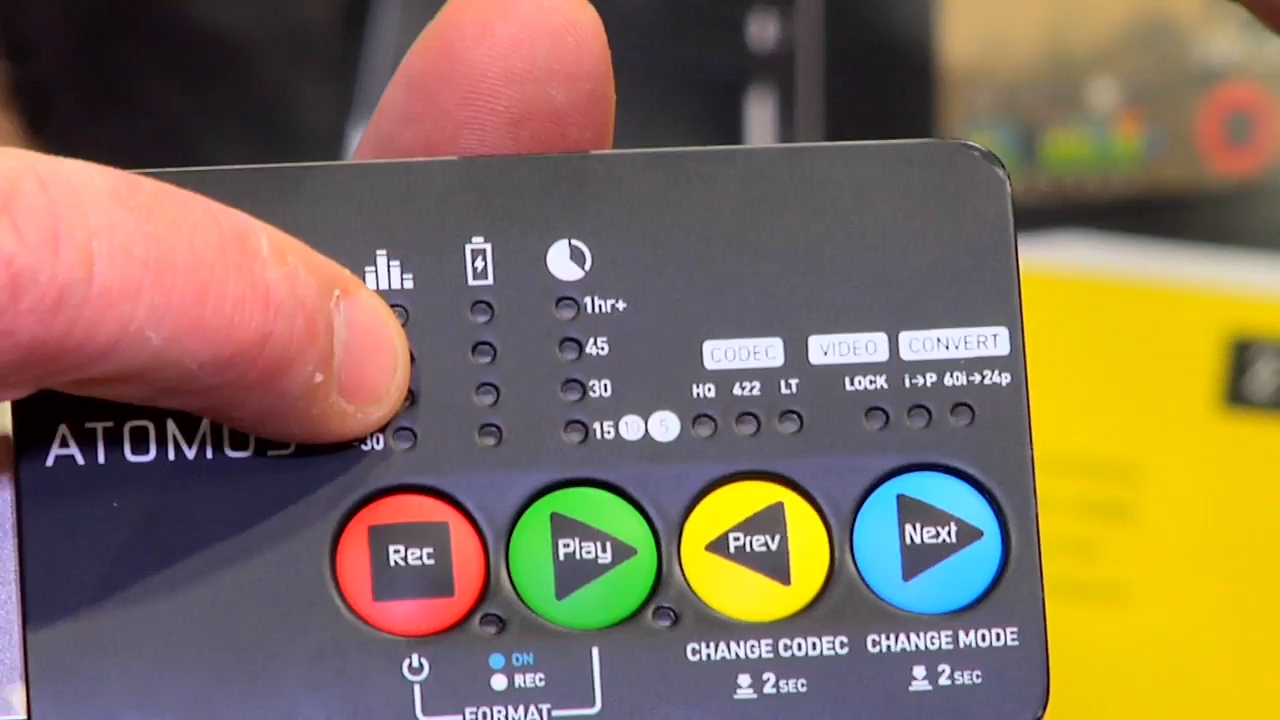 1hr+
45
30
15 10 5
-30
ATOMOS
CODEC VIDEO CONVERT
HQ 422 LT LOCK i→P 60i→24p
Rec Play Prev Next
ON
REC
FORMAT
CHANGE CODEC CHANGE MODE
2SEC 2SEC